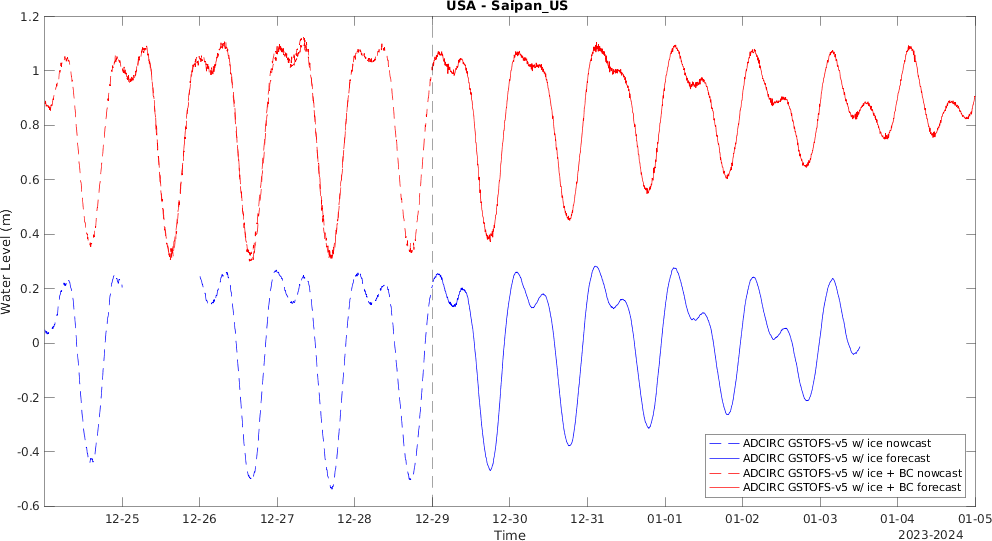 USA - Saipan_US
Water Level (m)
1.2
1
0.8
0.6
0.4
0.2
0
-0.2
-0.4
-0.6
ADCIRC GSTOFS-v5 w/ ice nowcast
ADCIRC GSTOFS-v5 w/ ice forecast
ADCIRC GSTOFS-v5 w/ ice + BC nowcast
ADCIRC GSTOFS-v5 w/ ice + BC forecast
12-25 12-26 12-27 12-28 12-29 12-30 12-31 01-01 01-02 01-03 01-04 01-05
Time
2023-2024